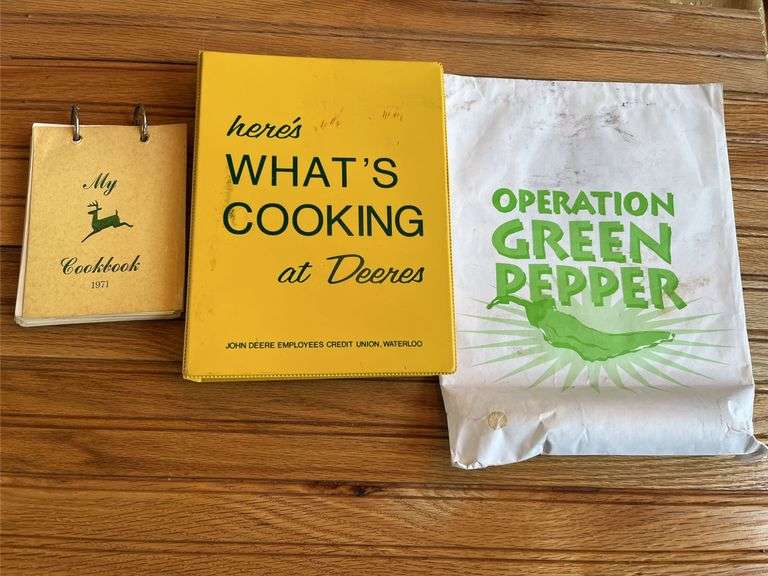 My
Cookbook
1971
here's
WHAT'S
COOKING
at Deeres
JOHN DEERE EMPLOYEES CREDIT UNION, WATERLOO
OPERATION
GREEN
PEPPER